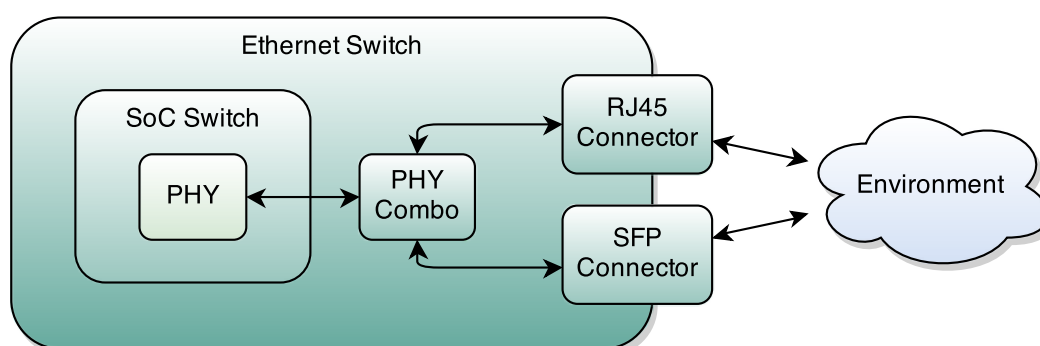 Ethernet Switch
SoC Switch
PHY
PHY
Combo
RJ45
Connector
SFP
Connector
Environment